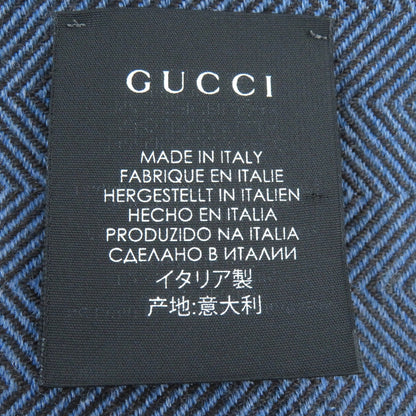 GUCCI
MADE IN ITALY
FABRIQUE EN ITALIE
HERGESTELLT IN ITALIEN
HECHO EN ITALIA
PRODUZIDO NA ITALIA
СДЕЛАНО В ИТАЛИИ
イタリア製
产地:意大利